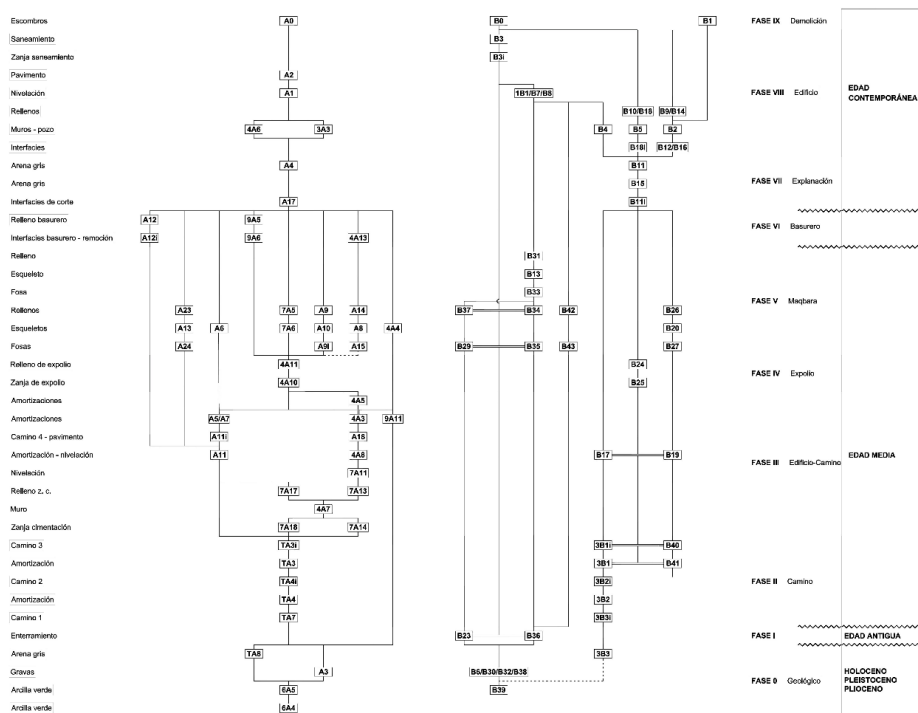 Escombros A0 B0 B1 FASE IX Demolición
Saneamiento B3
Zanja saneamiento B3i
Pavimento A2
Nivelación A1 1B1/B7/B8 FASE VIII Edificio EDAD CONTEMPORÁNEA
Rellenos B10/B16 B9/B14
Muros - pozo 4A6 3A3 B4 B5 B2
Interfacies B18i B12/B16
Arena gris A4 B11
Arena gris B15 FASE VII Explanación
Interfacies de corte A17 B11i
Relleno basurero A12 9A5
Interfacies basurero - remoción A12i 9A6 4A13 FASE VI Basurero
Relleno B31
Esqueleto B13
Fosa B33 FASE V Maqbara
Rellenos A23 7A5 A9 A14 B37 B34 B42 B26
Esqueletos A13 A6 7A6 A10 A8 4A4 B20
Fosas A24 A9i A15 B29 B35 B43 B27
Relleno de expolio 4A11 B24 FASE IV Expolio
Zanja de expolio 4A10 B25
Amortizaciones 4A5
Amortizaciones A5/A7 4A3 9A11
Camino 4 - pavimento A11i A18
Amortización - nivelación A11 4A8 B17 B19 FASE III Edificio-Camino EDAD MEDIA
Nivelación 7A11
Relleno z. c. 7A17 7A13
Muro 4A7
Zanja cimentación 7A18 7A14
Camino 3 TA3i 3B1i B40
Amortización TA3 3B1 B41
Camino 2 TA4i 3B2i FASE II Camino
Amortización TA4 3B2
Camino 1 TA7 3B3i
Enterramiento B23 B36 FASE I EDAD ANTIGUA
Arena gris TA8 3B3
Gravas A3 B6/B30/B32/B38 FASE 0 Geológico HOLOCENO PLEISTOCENO PLIOCENO
Arcilla verde 6A5 B39
Arcilla verde 6A4